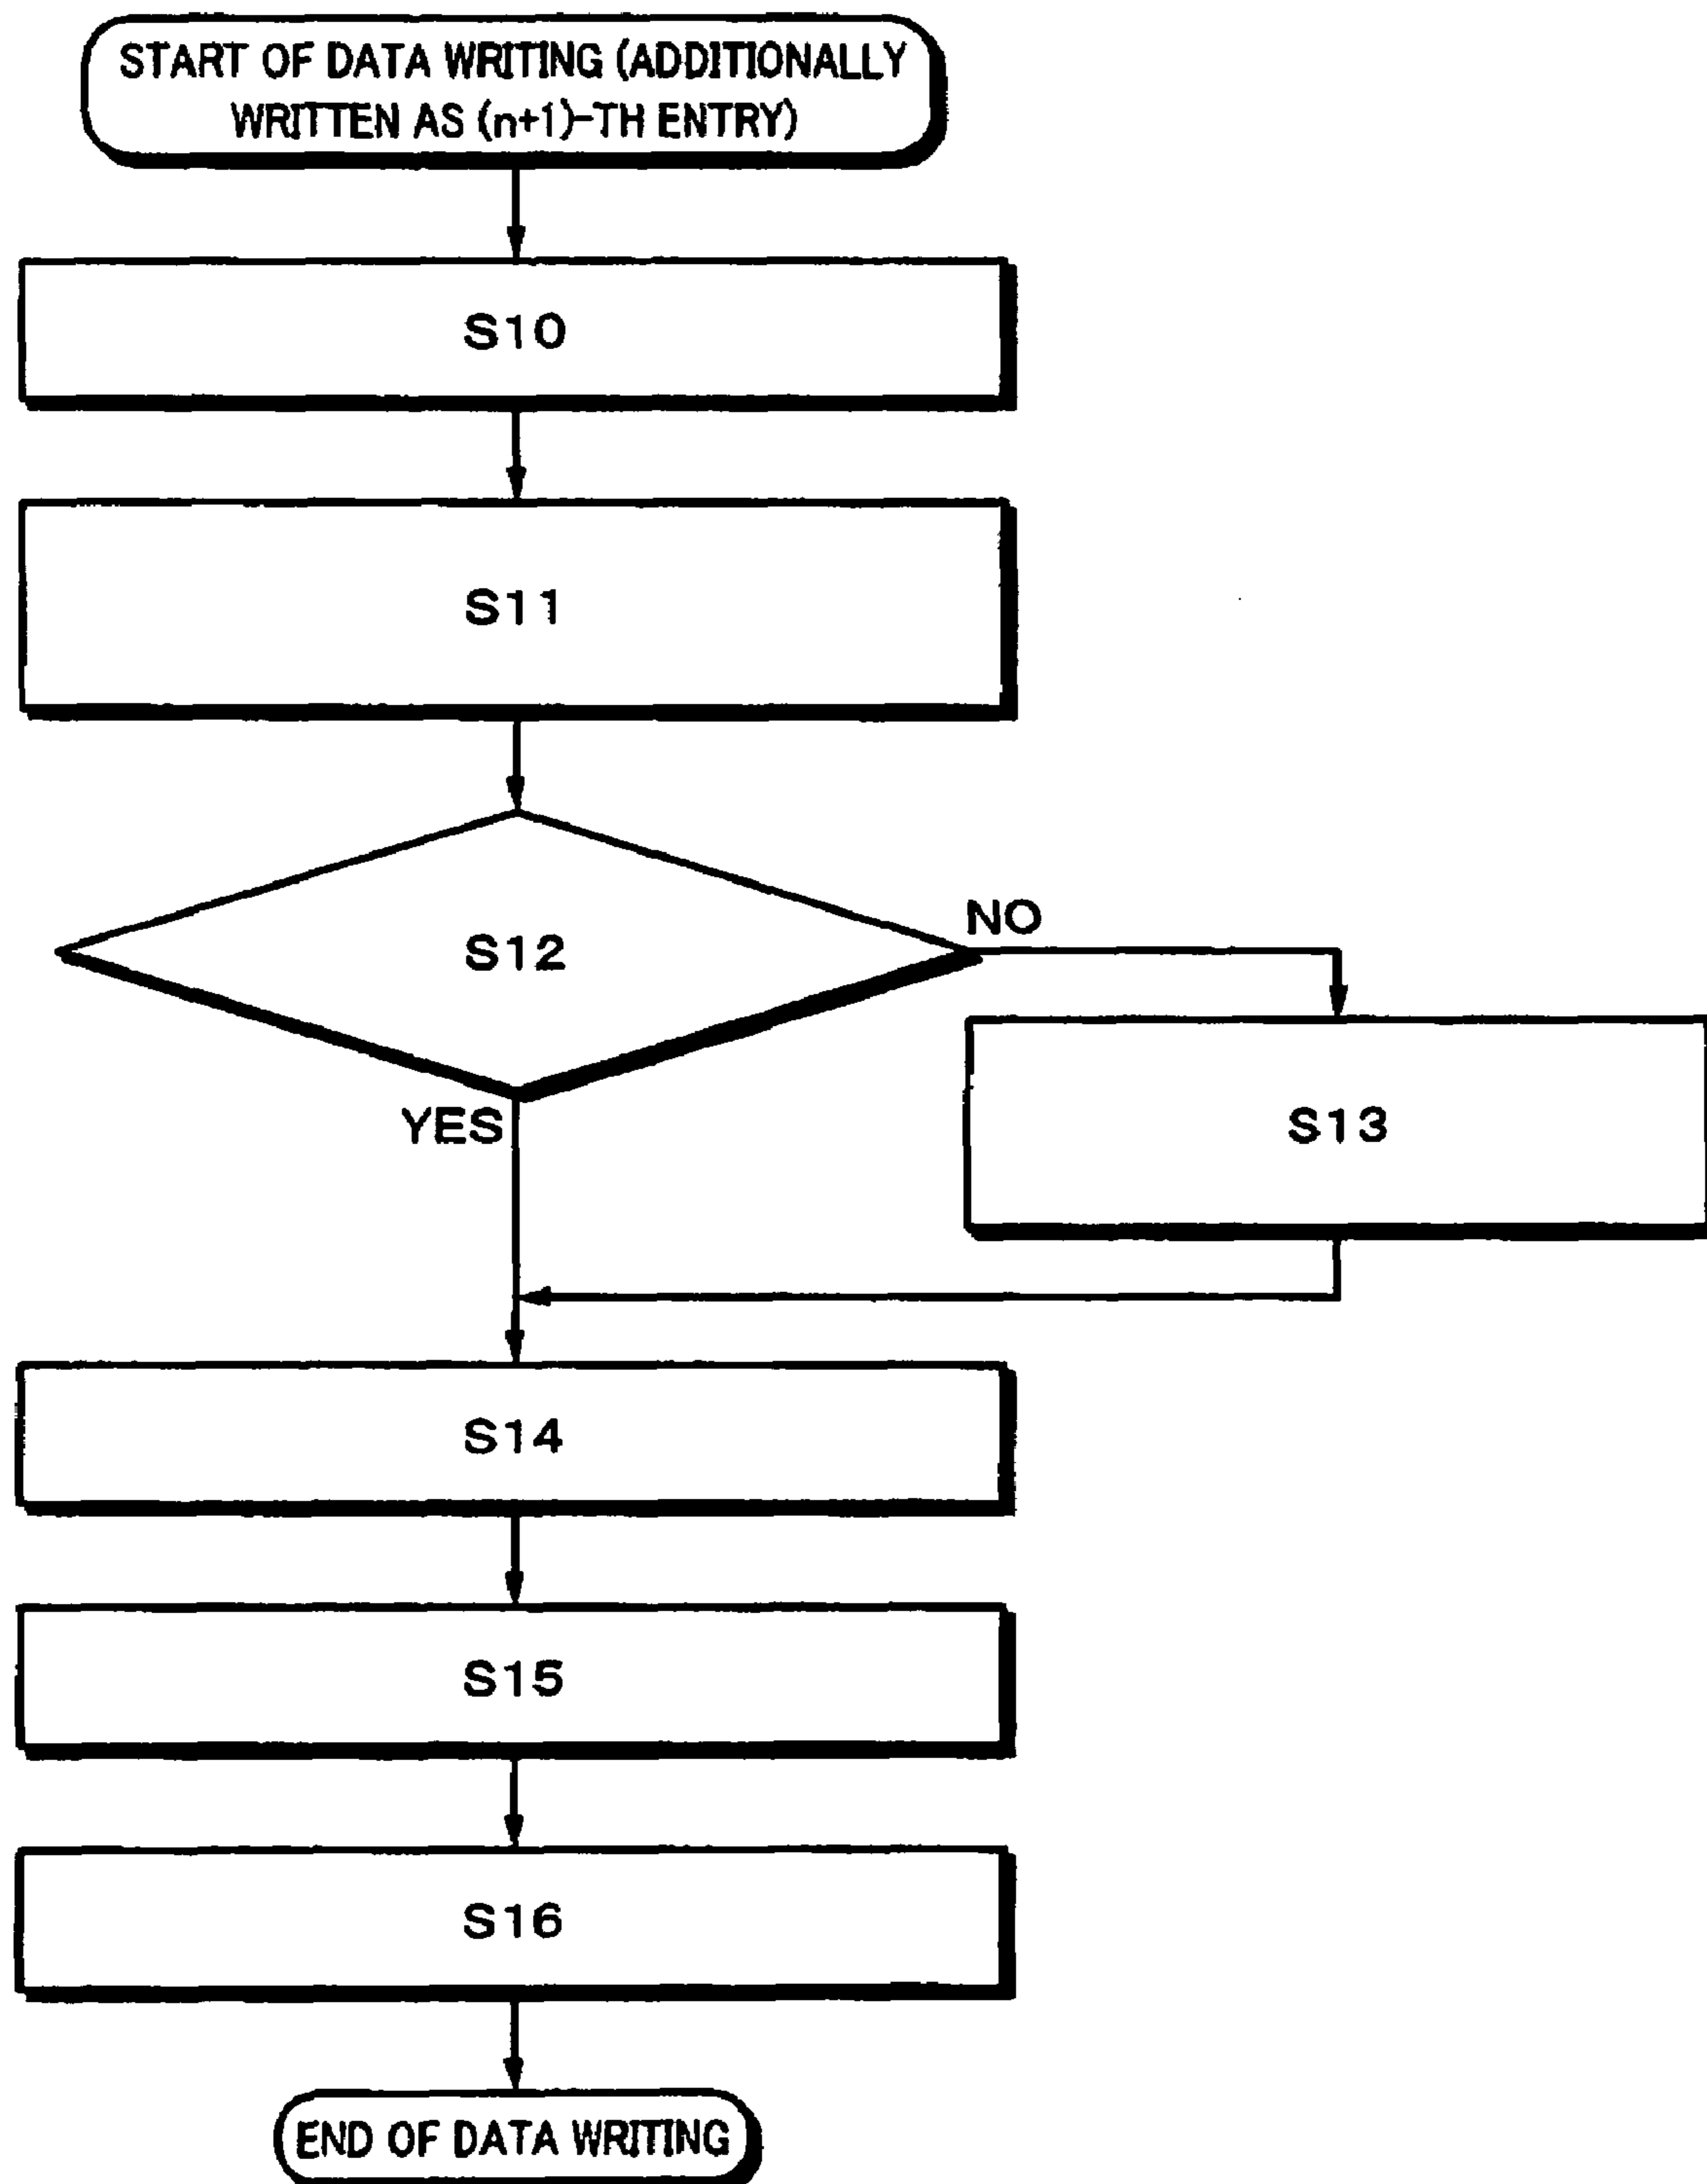 START OF DATA WRITING (ADDITIONALLY
WRITTEN AS (n+1)-TH ENTRY)
S10
S11
S12
NO
YES
S13
S14
S15
S16
END OF DATA WRITING